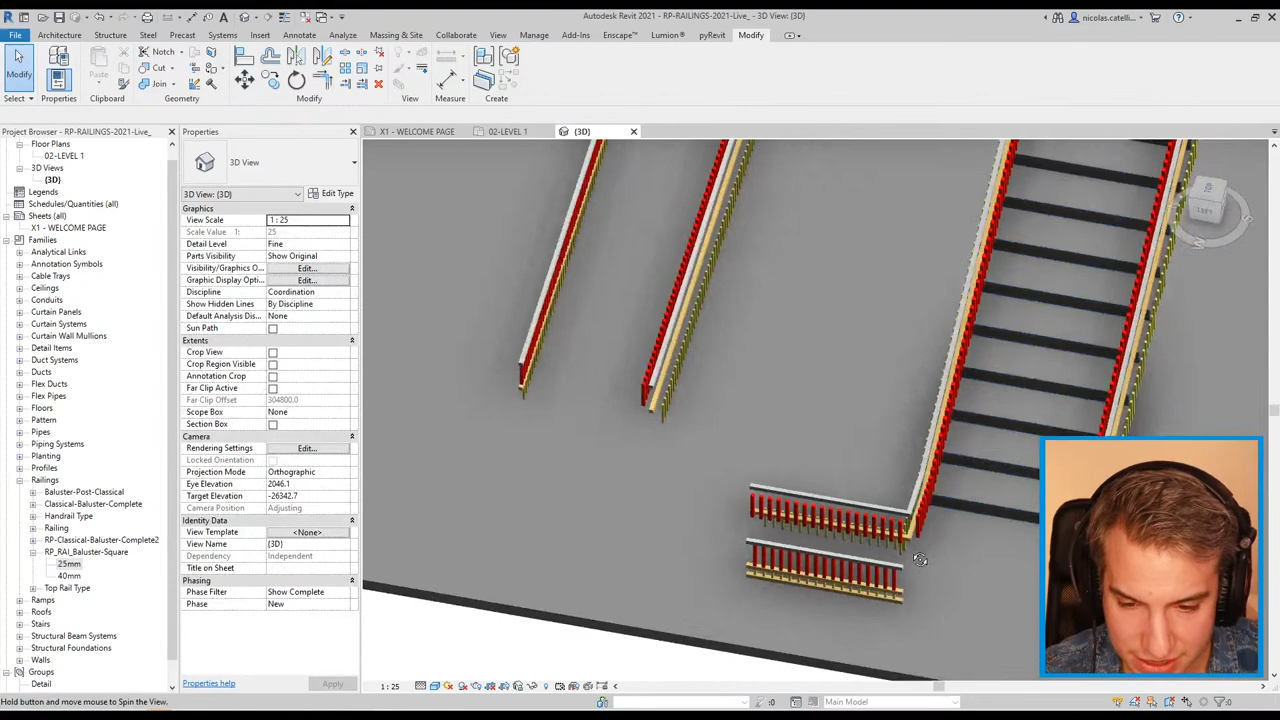 Autodesk Revit 2021 - RP-RAILINGS-2021-Live_ - 3D View: {3D}
nicolas.catelli...
File Architecture Structure Steel Precast Systems Insert Annotate Analyze Massing & Site Collaborate View Manage Add-Ins Enscape™ Lumion® pyRevit Modify
Modify
Properties
Paste
Notch
Cut
Join
Select Properties Clipboard Geometry Modify View Measure Create
Project Browser - RP-RAILINGS-2021-Live_
Floor Plans
02-LEVEL 1
3D Views
{3D}
Legends
Schedules/Quantities (all)
Sheets (all)
X1 - WELCOME PAGE
Families
Analytical Links
Annotation Symbols
Cable Trays
Ceilings
Conduits
Curtain Panels
Curtain Systems
Curtain Wall Mullions
Detail Items
Duct Systems
Ducts
Flex Ducts
Flex Pipes
Floors
Pattern
Pipes
Piping Systems
Planting
Profiles
Railings
Baluster-Post-Classical
Classical-Baluster-Complete
Handrail Type
Railing
RP-Classical-Baluster-Complete2
RP_RAI_Baluster-Square
25mm
40mm
Top Rail Type
Ramps
Roofs
Stairs
Structural Beam Systems
Structural Foundations
Walls
Groups
Detail
Properties
3D View
3D View: {3D} Edit Type
Graphics
View Scale 1 : 25
Scale Value 1: 25
Detail Level Fine
Parts Visibility Show Original
Visibility/Graphics O... Edit...
Graphic Display Opti... Edit...
Discipline Coordination
Show Hidden Lines By Discipline
Default Analysis Dis... None
Sun Path
Extents
Crop View
Crop Region Visible
Annotation Crop
Far Clip Active
Far Clip Offset 304800.0
Scope Box None
Section Box
Camera
Rendering Settings Edit...
Locked Orientation
Projection Mode Orthographic
Eye Elevation 2046.1
Target Elevation -26342.7
Camera Position Adjusting
Identity Data
View Template <None>
View Name {3D}
Dependency Independent
Title on Sheet
Phasing
Phase Filter Show Complete
Phase New
Properties help Apply
X1 - WELCOME PAGE 02-LEVEL 1 {3D}
LEFT
1 : 25
Hold button and move mouse to Spin the View.
:0
Main Model
:0